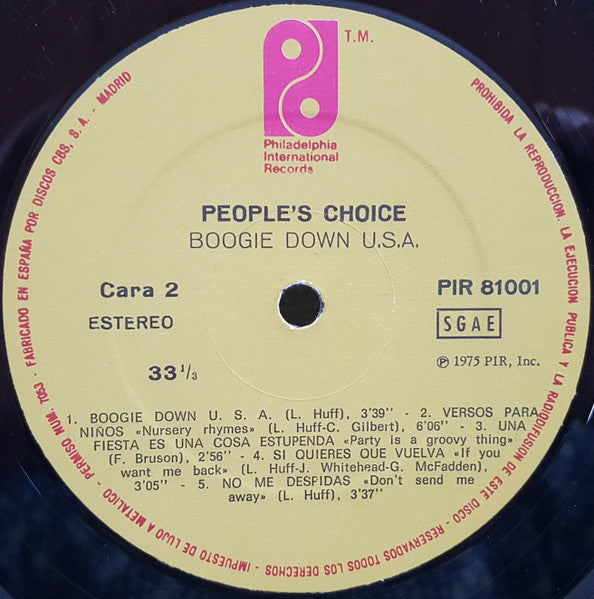 T.M.
Philadelphia
International
Records
PEOPLE'S CHOICE
BOOGIE DOWN U.S.A.
Cara 2
PIR 81001
ESTEREO
SGAE
33 1/3
℗ 1975 PIR, Inc.
1. BOOGIE DOWN U. S. A. (L. Huff), 3'39" - 2. VERSOS PARA
NIÑOS «Nursery rhymes» (L. Huff-C. Gilbert), 6'06" - 3. UNA
FIESTA ES UNA COSA ESTUPENDA «Party is a groovy thing»
(F. Bruson), 2'56" - 4. SI QUIERES QUE VUELVA «If you
want me back» (L. Huff-J. Whitehead-G. McFadden),
3'05" - 5. NO ME DESPIDAS «Don't send me
away» (L. Huff), 3'37"
PROHIBIDA LA REPRODUCCION, LA EJECUCION PUBLICA Y LA RADIODIFUSION DE ESTE DISCO - RESERVADOS TODOS LOS DERECHOS - IMPUESTO DE LUJO A METALICO - PERMISO NUM. 7053 - FABRICADO EN ESPAÑA POR DISCOS CBS, S. A. - MADRID